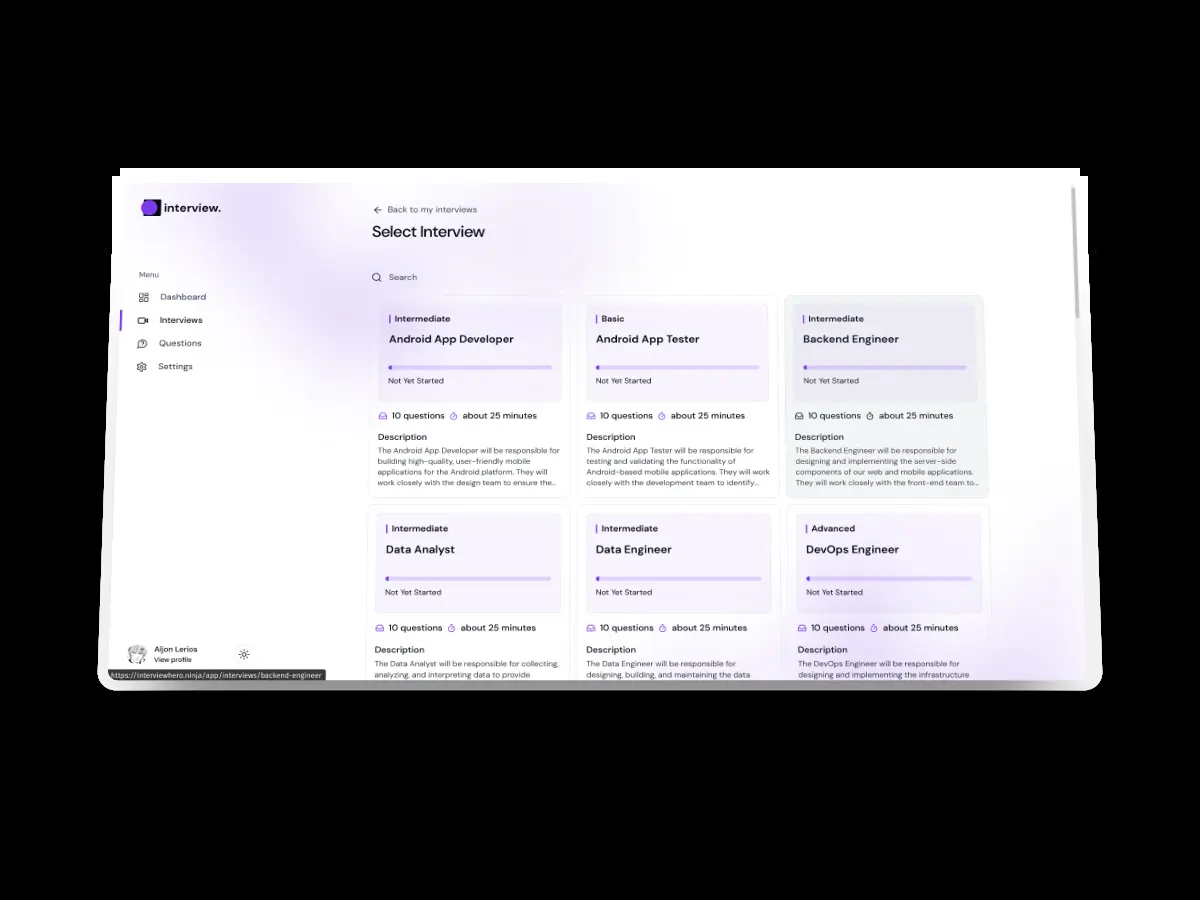 interview.
Menu
Dashboard
Interviews
Questions
Settings
Aljon Lerios
View profile
https://interviewhero.ninja/app/interviews/backend-engineer
Back to my interviews
Select Interview
Search
Intermediate
Android App Developer
Not Yet Started
10 questions about 25 minutes
Description
The Android App Developer will be responsible for
building high-quality, user-friendly mobile
applications for the Android platform. They will
work closely with the design team to ensure the...
Basic
Android App Tester
Not Yet Started
10 questions about 25 minutes
Description
The Android App Tester will be responsible for
testing and validating the functionality of
Android-based mobile applications. They will work
closely with the development team to identify...
Intermediate
Backend Engineer
Not Yet Started
10 questions about 25 minutes
Description
The Backend Engineer will be responsible for
designing and implementing the server-side
components of our web and mobile applications.
They will work closely with the front-end team to...
Intermediate
Data Analyst
Not Yet Started
10 questions about 25 minutes
Description
The Data Analyst will be responsible for collecting,
analyzing, and interpreting data to provide
Intermediate
Data Engineer
Not Yet Started
10 questions about 25 minutes
Description
The Data Engineer will be responsible for
designing, building, and maintaining the data
Advanced
DevOps Engineer
Not Yet Started
10 questions about 25 minutes
Description
The DevOps Engineer will be responsible for
designing and implementing the infrastructure